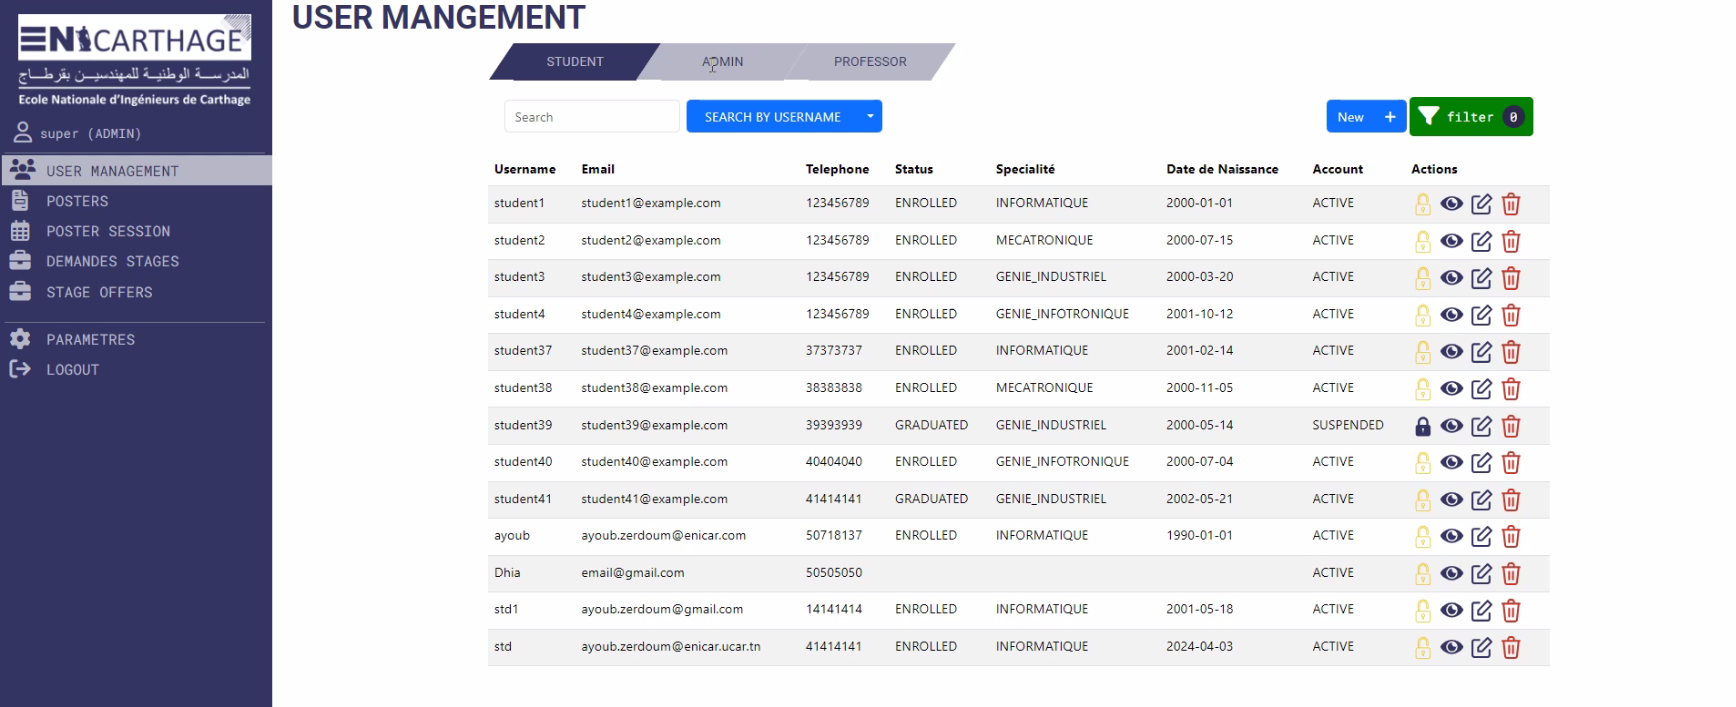 USER MANGEMENT
ENICARTHAGE
المدرسة الوطنية للمهندسين بقرطاج
Ecole Nationale d'Ingénieurs de Carthage
super (ADMIN)
USER MANAGEMENT
POSTERS
POSTER SESSION
DEMANDES STAGES
STAGE OFFERS
PARAMETRES
LOGOUT
STUDENT ADMIN PROFESSOR
Search SEARCH BY USERNAME New + filter 0
Username Email Telephone Status Specialité Date de Naissance Account Actions
student1 student1@example.com 123456789 ENROLLED INFORMATIQUE 2000-01-01 ACTIVE
student2 student2@example.com 123456789 ENROLLED MECATRONIQUE 2000-07-15 ACTIVE
student3 student3@example.com 123456789 ENROLLED GENIE_INDUSTRIEL 2000-03-20 ACTIVE
student4 student4@example.com 123456789 ENROLLED GENIE_INFOTRONIQUE 2001-10-12 ACTIVE
student37 student37@example.com 37373737 ENROLLED INFORMATIQUE 2001-02-14 ACTIVE
student38 student38@example.com 38383838 ENROLLED MECATRONIQUE 2000-11-05 ACTIVE
student39 student39@example.com 39393939 GRADUATED GENIE_INDUSTRIEL 2000-05-14 SUSPENDED
student40 student40@example.com 40404040 ENROLLED GENIE_INFOTRONIQUE 2000-07-04 ACTIVE
student41 student41@example.com 41414141 GRADUATED GENIE_INDUSTRIEL 2002-05-21 ACTIVE
ayoub ayoub.zerdoum@enicar.com 50718137 ENROLLED INFORMATIQUE 1990-01-01 ACTIVE
Dhia email@gmail.com 50505050 ACTIVE
std1 ayoub.zerdoum@gmail.com 14141414 ENROLLED INFORMATIQUE 2001-05-18 ACTIVE
std ayoub.zerdoum@enicar.ucar.tn 41414141 ENROLLED INFORMATIQUE 2024-04-03 ACTIVE